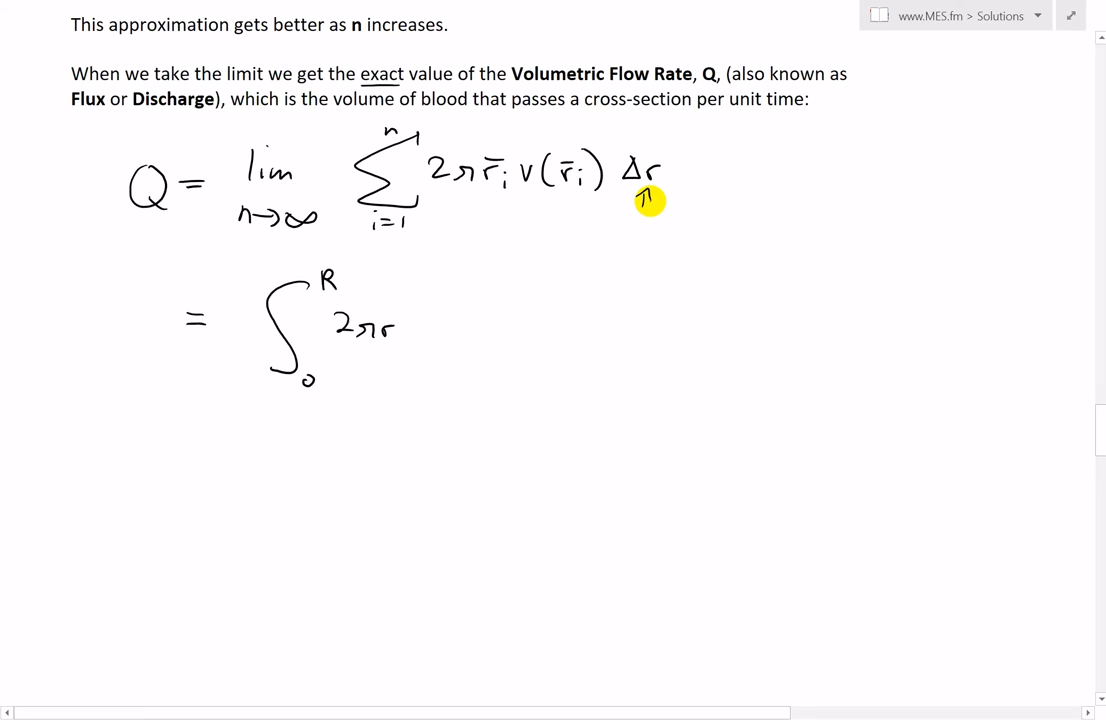 www.MES.fm > Solutions
This approximation gets better as n increases.
When we take the limit we get the exact value of the Volumetric Flow Rate, Q, (also known as
Flux or Discharge), which is the volume of blood that passes a cross-section per unit time:
Q = lim n→∞ ∑ i=1 n 2π r̄ᵢ v(r̄ᵢ) Δr
= ∫₀ᴿ 2πr